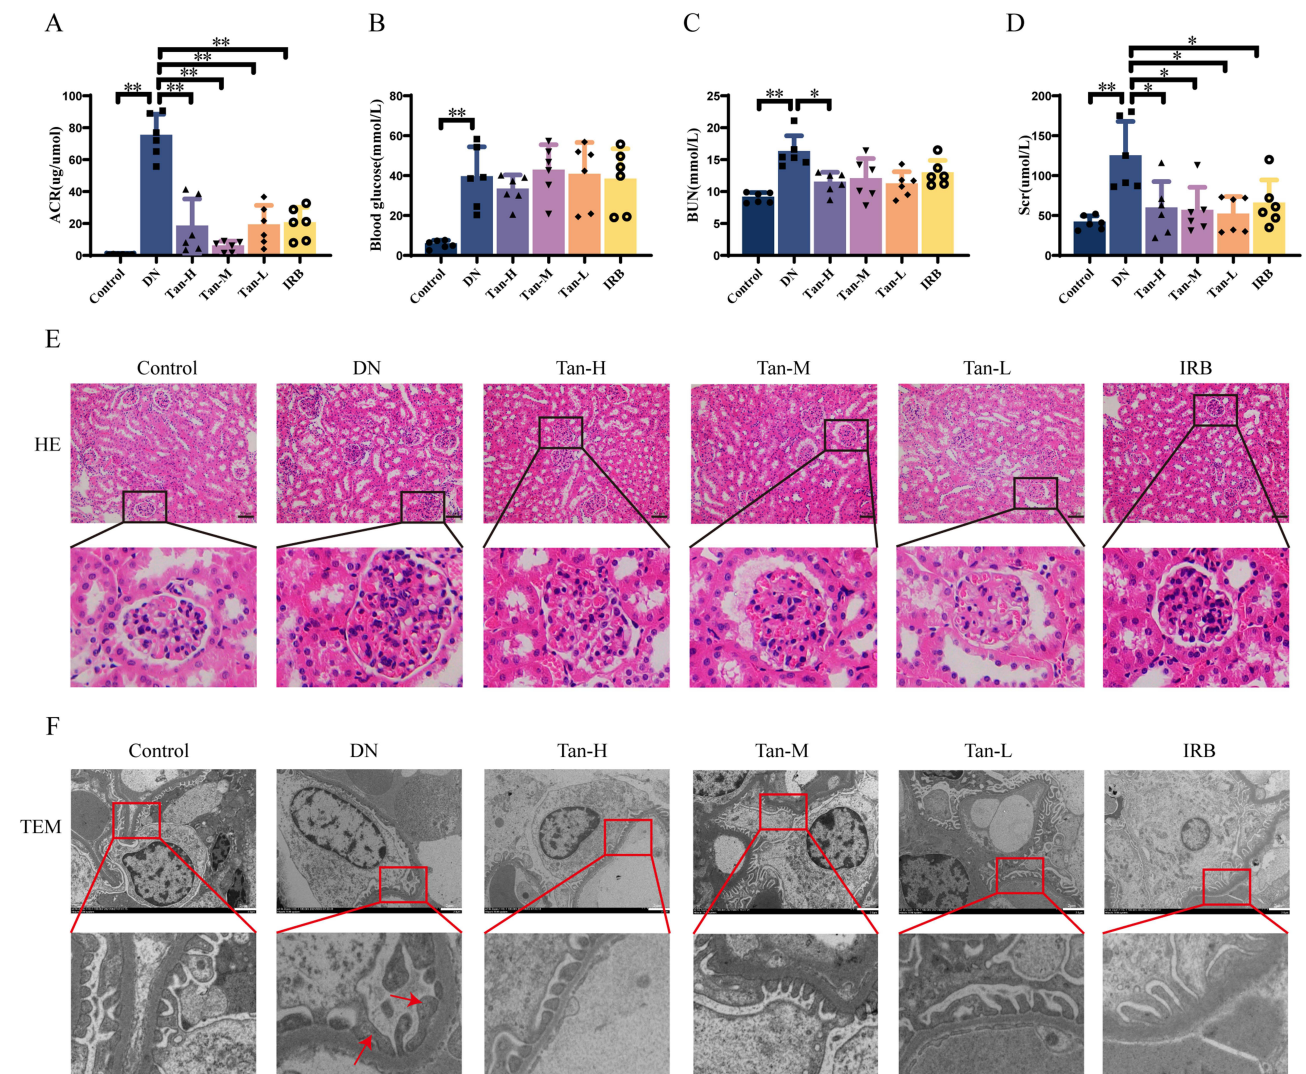 A
B
C
D
**
**
**
**
**
ACR(ug/umol)
100
80
60
40
20
0
Control
DN
Tan-H
Tan-M
Tan-L
IRB
**
Blood glucose(mmol/L)
80
60
40
20
0
Control
DN
Tan-H
Tan-M
Tan-L
IRB
**
*
BUN(mmol/L)
25
20
15
10
5
0
Control
DN
Tan-H
Tan-M
Tan-L
IRB
*
*
*
**
*
Scr(umol/L)
200
150
100
50
0
Control
DN
Tan-H
Tan-M
Tan-L
IRB
E
Control
DN
Tan-H
Tan-M
Tan-L
IRB
HE
F
Control
DN
Tan-H
Tan-M
Tan-L
IRB
TEM